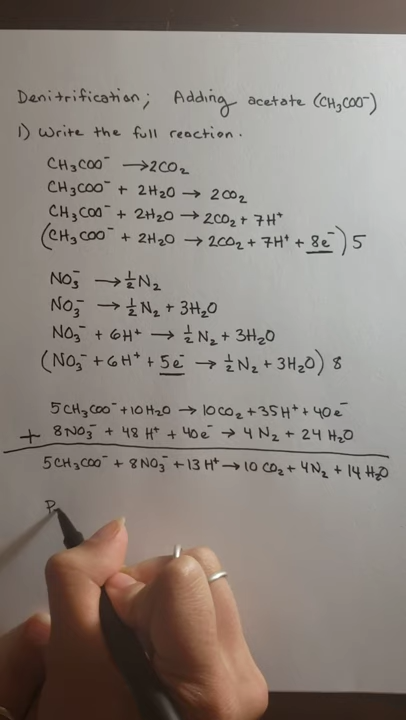 Denitrification; Adding acetate (CH₃COO⁻)
1) Write the full reaction.
CH₃COO⁻ → 2CO₂
CH₃COO⁻ + 2H₂O → 2CO₂
CH₃COO⁻ + 2H₂O → 2CO₂ + 7H⁺
(CH₃COO⁻ + 2H₂O → 2CO₂ + 7H⁺ + 8e⁻) 5
NO₃⁻ → ½N₂
NO₃⁻ → ½N₂ + 3H₂O
NO₃⁻ + 6H⁺ → ½N₂ + 3H₂O
(NO₃⁻ + 6H⁺ + 5e⁻ → ½N₂ + 3H₂O) 8
5CH₃COO⁻ + 10H₂O → 10CO₂ + 35H⁺ + 40e⁻
+ 8NO₃⁻ + 48H⁺ + 40e⁻ → 4N₂ + 24H₂O
5CH₃COO⁻ + 8NO₃⁻ + 13H⁺ → 10CO₂ + 4N₂ + 14H₂O